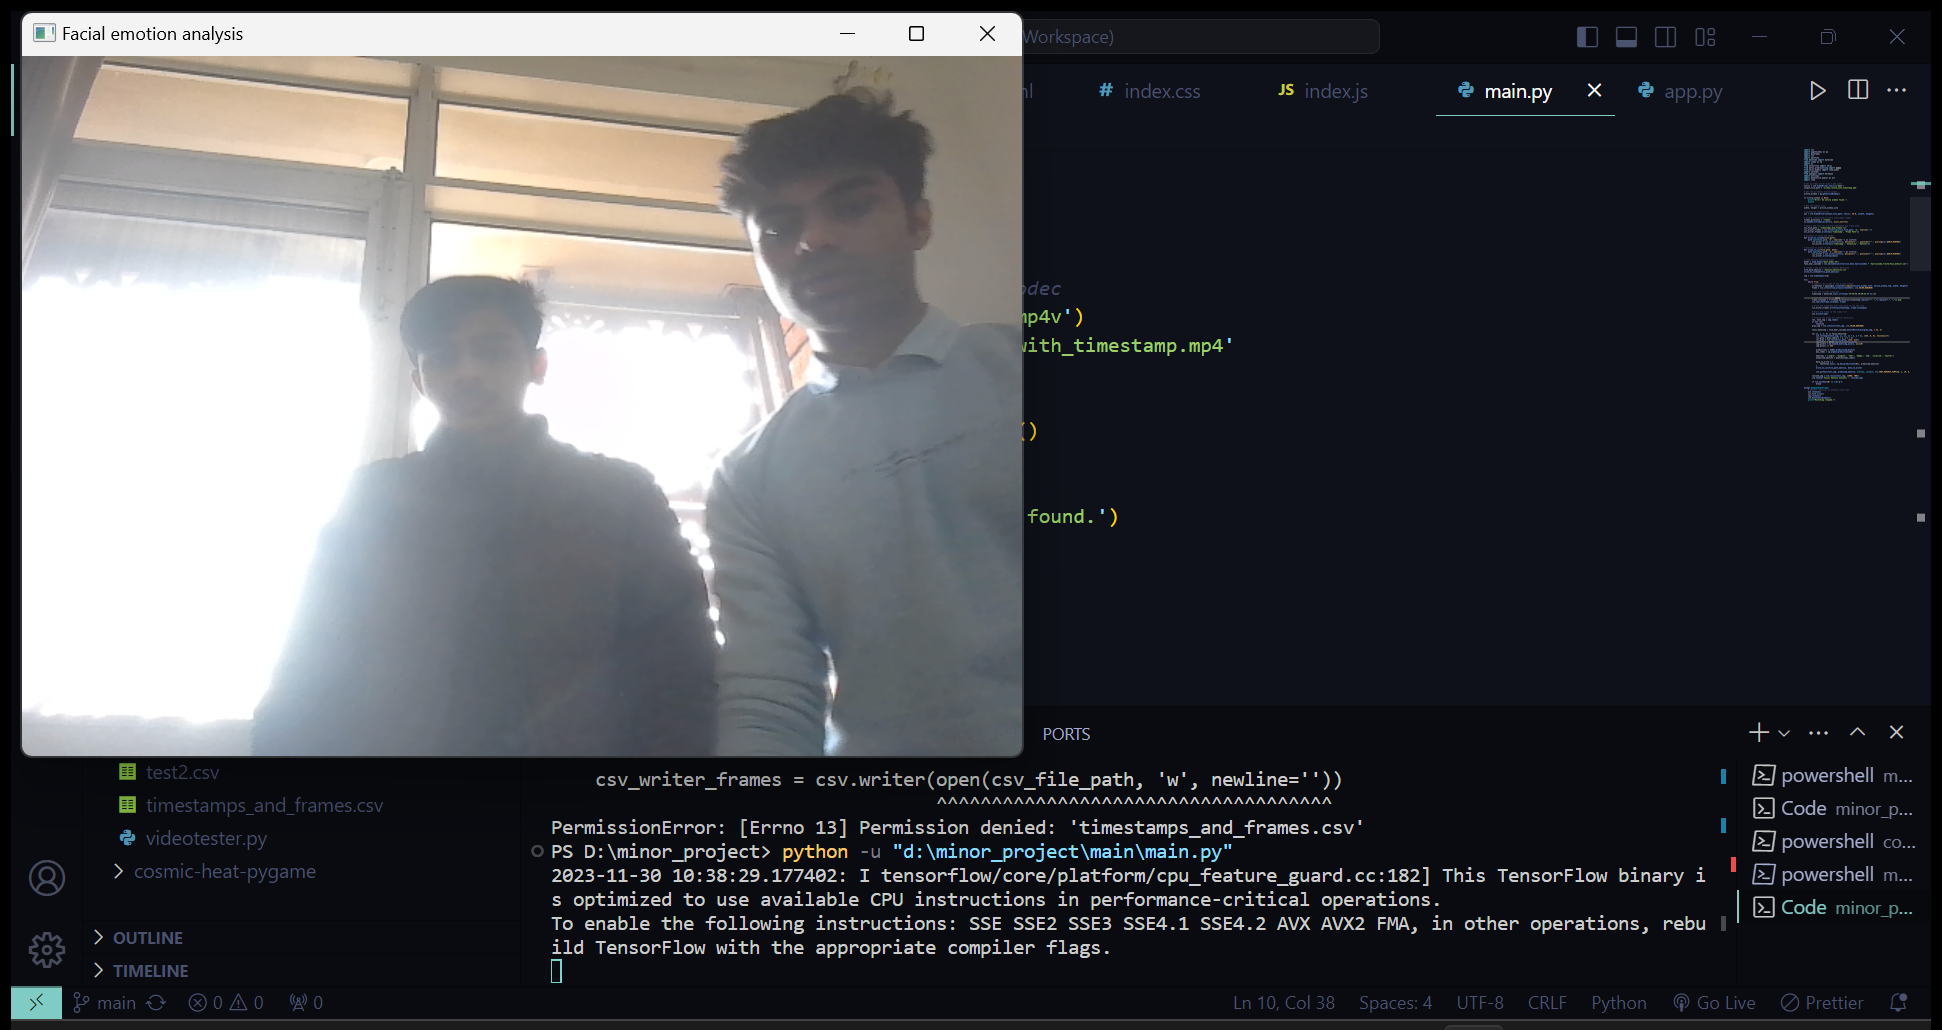 Facial emotion analysis
Workspace)
index.css
JS index.js
main.py
app.py
odec
mp4v')
with_timestamp.mp4'
()
found.')
PORTS
test2.csv
timestamps_and_frames.csv
videotester.py
cosmic-heat-pygame
OUTLINE
TIMELINE
csv_writer_frames = csv.writer(open(csv_file_path, 'w', newline=''))
^^^^^^^^^^^^^^^^^^^^^^^^^^^^^^^^^^^^
PermissionError: [Errno 13] Permission denied: 'timestamps_and_frames.csv'
PS D:\minor_project> python -u "d:\minor_project\main\main.py"
2023-11-30 10:38:29.177402: I tensorflow/core/platform/cpu_feature_guard.cc:182] This TensorFlow binary i
s optimized to use available CPU instructions in performance-critical operations.
To enable the following instructions: SSE SSE2 SSE3 SSE4.1 SSE4.2 AVX AVX2 FMA, in other operations, rebu
ild TensorFlow with the appropriate compiler flags.
powershell m...
Code minor_p...
powershell co...
powershell m...
Code minor_p...
main 0 0 0
Ln 10, Col 38 Spaces: 4 UTF-8 CRLF Python Go Live Prettier